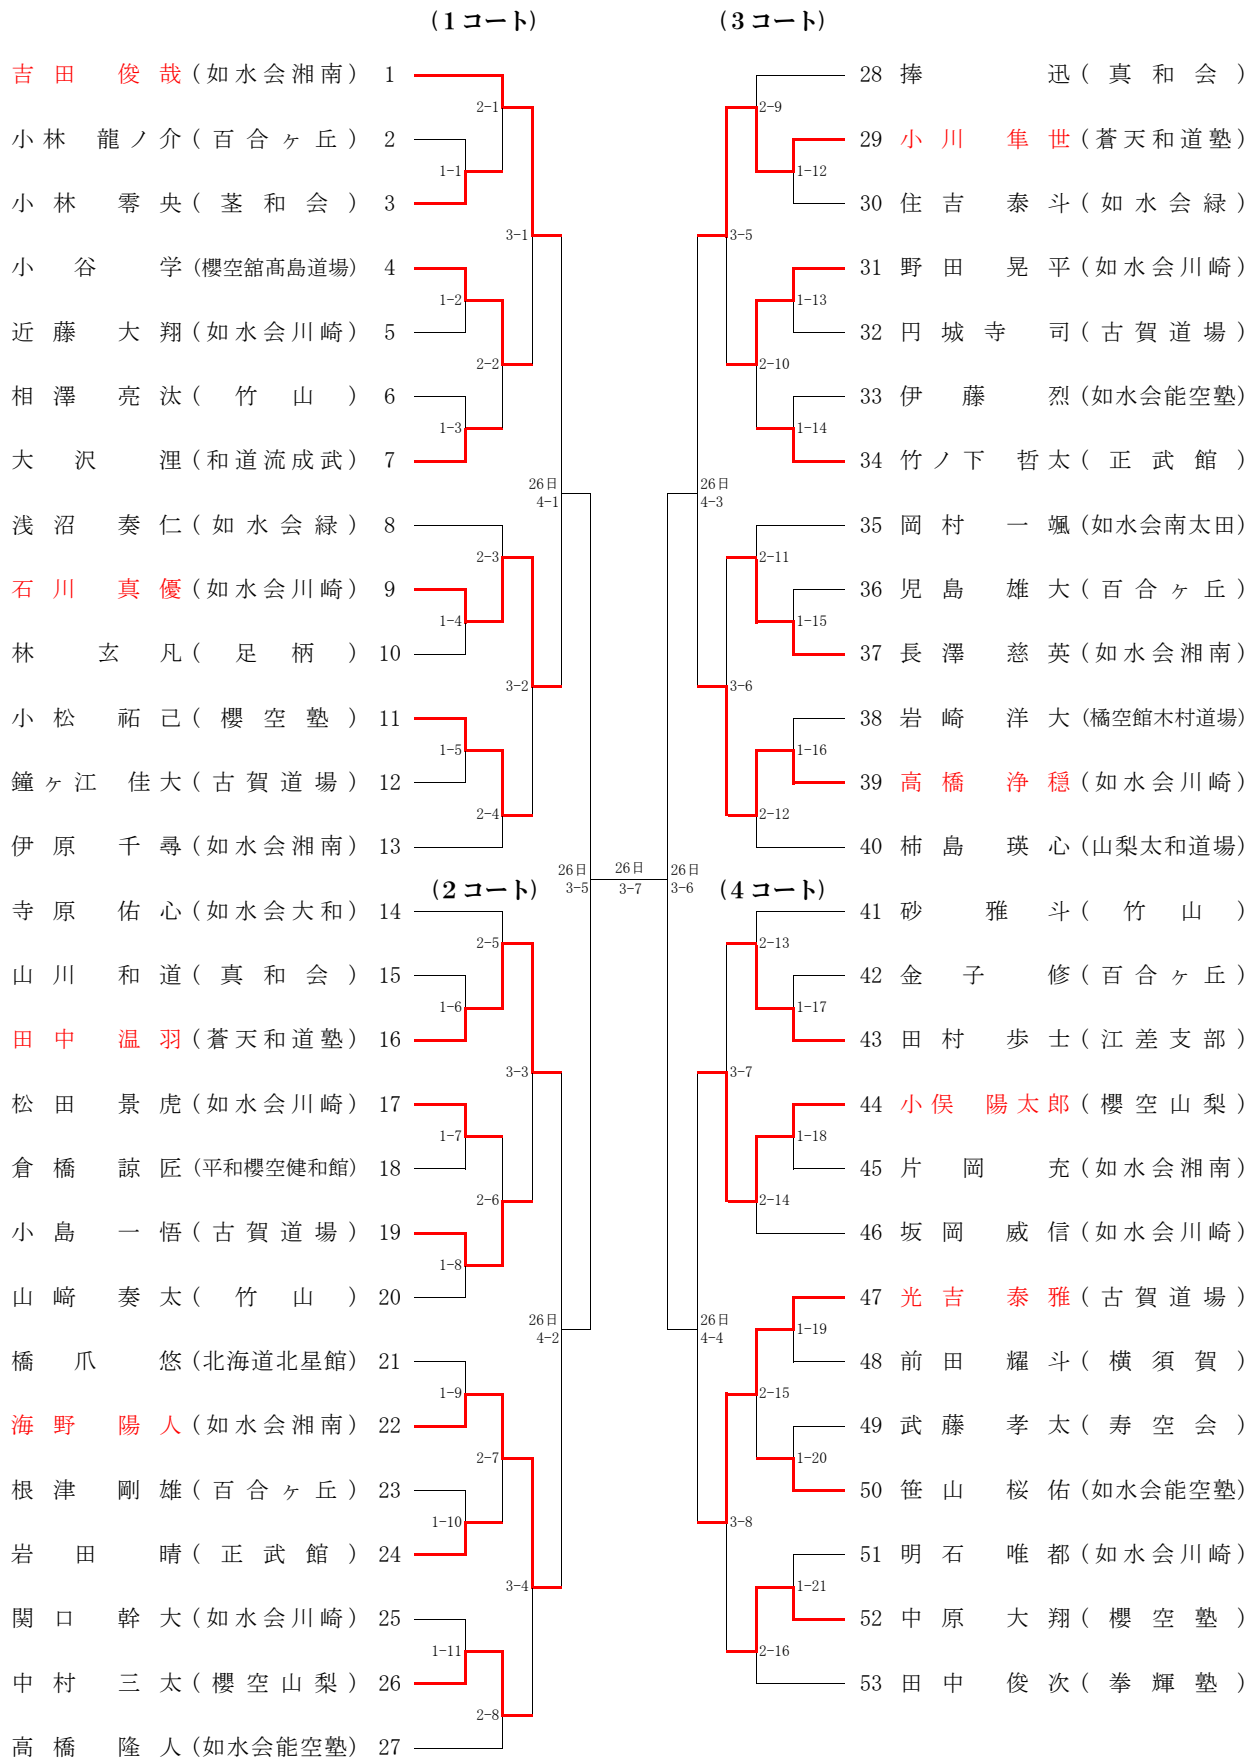 (1コート)
吉田 俊哉 (如水会湘南) 1
2-1
小林 龍ノ介 (百合ヶ丘) 2
1-1
小林 零央 (茎和会) 3
3-1
小谷 学 (櫻空舘髙島道場) 4
1-2
近藤 大翔 (如水会川崎) 5
2-2
相澤 亮汰 (竹山) 6
1-3
大沢 浬 (和道流成武) 7
26日
4-1
浅沼 奏仁 (如水会緑) 8
2-3
石川 真優 (如水会川崎) 9
1-4
林 玄凡 (足柄) 10
3-2
小松 祏己 (櫻空塾) 11
1-5
鐘ヶ江 佳大 (古賀道場) 12
2-4
伊原 千尋 (如水会湘南) 13
26日
3-5
26日
3-7
26日
3-6
(2コート)
寺原 佑心 (如水会大和) 14
2-5
山川 和道 (真和会) 15
1-6
田中 温羽 (蒼天和道塾) 16
3-3
松田 景虎 (如水会川崎) 17
1-7
倉橋 諒匠 (平和櫻空健和館) 18
2-6
小島 一悟 (古賀道場) 19
1-8
山﨑 奏太 (竹山) 20
26日
4-2
橋爪 悠 (北海道北星館) 21
1-9
海野 陽人 (如水会湘南) 22
2-7
根津 剛雄 (百合ヶ丘) 23
1-10
岩田 晴 (正武館) 24
3-4
関口 幹大 (如水会川崎) 25
1-11
中村 三太 (櫻空山梨) 26
2-8
高橋 隆人 (如水会能空塾) 27
(3コート)
28 捧 迅 (真和会)
2-9
29 小川 隼世 (蒼天和道塾)
1-12
30 住吉 泰斗 (如水会緑)
3-5
31 野田 晃平 (如水会川崎)
1-13
32 円城寺 司 (古賀道場)
2-10
33 伊藤 烈 (如水会能空塾)
1-14
34 竹ノ下 哲太 (正武館)
26日
4-3
35 岡村 一颯 (如水会南太田)
2-11
36 児島 雄大 (百合ヶ丘)
1-15
37 長澤 慈英 (如水会湘南)
3-6
38 岩崎 洋大 (橘空館木村道場)
1-16
39 高橋 浄穏 (如水会川崎)
2-12
40 柿島 瑛心 (山梨太和道場)
(4コート)
41 砂 雅斗 (竹山)
2-13
42 金子 修 (百合ヶ丘)
1-17
43 田村 歩士 (江差支部)
3-7
44 小俣 陽太郎 (櫻空山梨)
1-18
45 片岡 充 (如水会湘南)
2-14
46 坂岡 威信 (如水会川崎)
47 光吉 泰雅 (古賀道場)
26日
4-4
1-19
48 前田 耀斗 (横須賀)
2-15
49 武藤 孝太 (寿空会)
1-20
50 笹山 桜佑 (如水会能空塾)
3-8
51 明石 唯都 (如水会川崎)
1-21
52 中原 大翔 (櫻空塾)
2-16
53 田中 俊次 (拳輝塾)